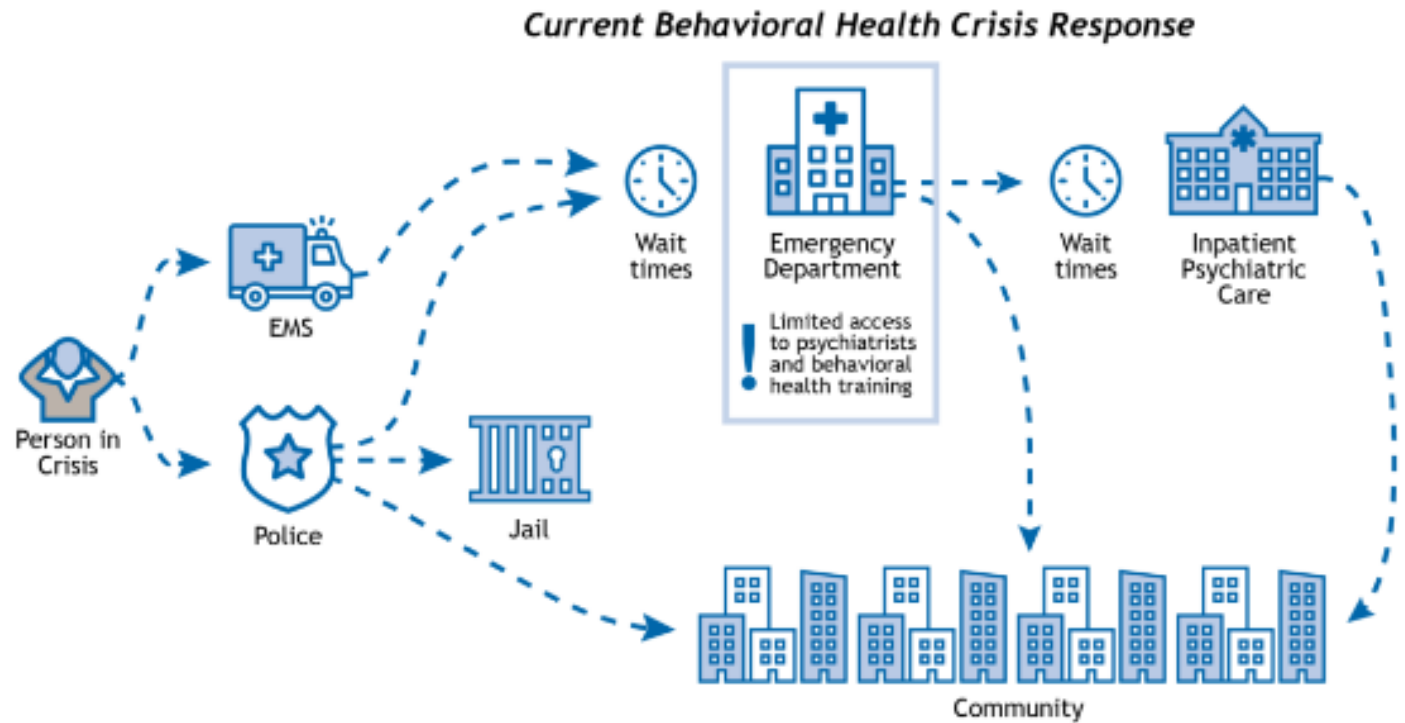 Current Behavioral Health Crisis Response
Wait
times
Emergency
Department
Wait
times
Inpatient
Psychiatric
Care
EMS
Limited access
to psychiatrists
and behavioral
health training
Person in
Crisis
Police
Jail
Community